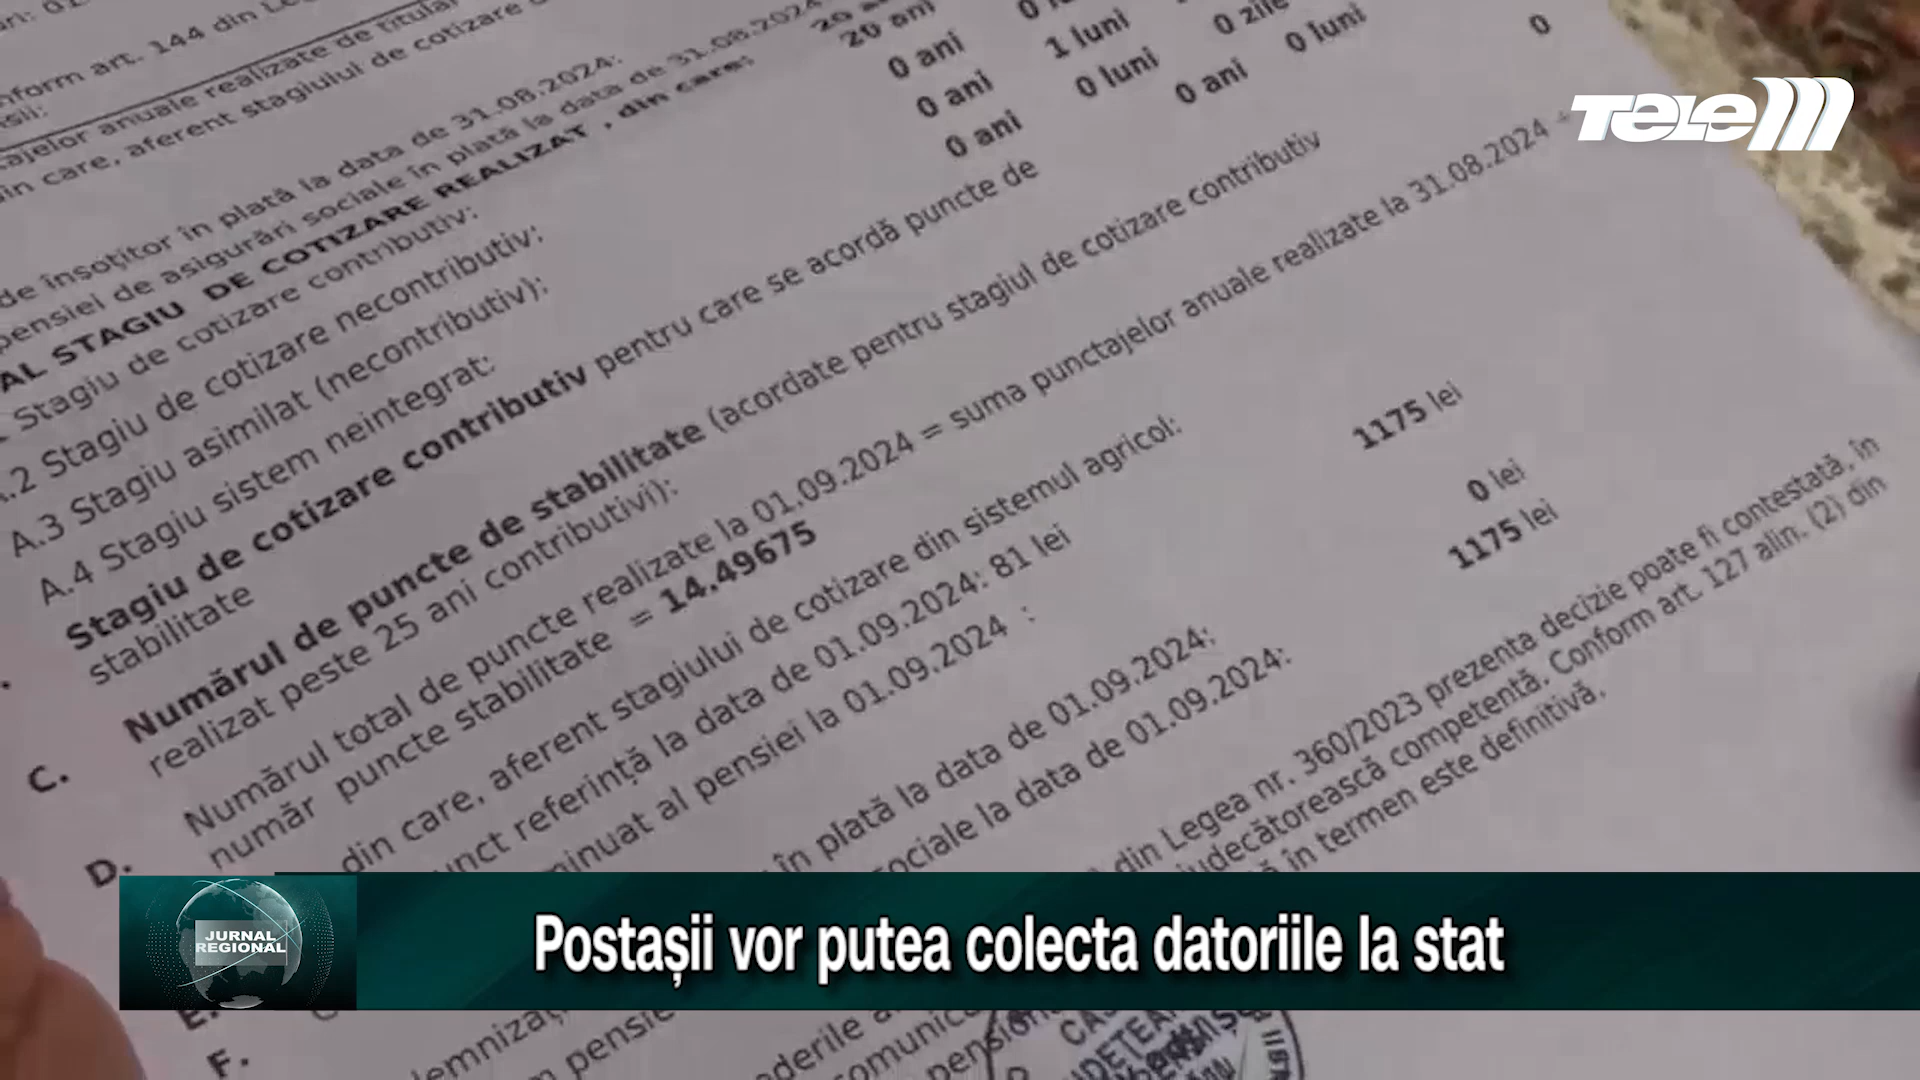 conform art. 144 din
punctajelor anuale realizate de titular
din care, aferent stagiului de cotizare
de însoțitor în plată la data de 31.08.2024:
pensiei de asigurări sociale în plată la data de 31.08.2024
AL STAGIU DE COTIZARE REALIZAT , din care: 20 ani
Stagiu de cotizare contributiv: 20 ani
.2 Stagiu de cotizare necontributiv: 0 ani 1 luni 0 zile
A.3 Stagiu asimilat (necontributiv): 0 ani 0 luni 0 luni
A.4 Stagiu sistem neintegrat: 0 ani 0 ani
Stagiu de cotizare contributiv pentru care se acordă puncte de
stabilitate
0
Numărul de puncte de stabilitate (acordate pentru stagiul de cotizare contributiv
realizat peste 25 ani contributivi):
C.
Numărul total de puncte realizate la 01.09.2024 = suma punctajelor anuale realizate la 31.08.2024 +
număr puncte stabilitate = 14.49675
D.
din care, aferent stagiului de cotizare din sistemul agricol:
punct referință la data de 01.09.2024: 81 lei
al pensiei la 01.09.2024 : 1175 lei
E.
în plată la data de 01.09.2024: 0 lei
F.
sociale la data de 01.09.2024: 1175 lei
din Legea nr. 360/2023 prezenta decizie poate fi contestată, în
judecătorească competentă. Conform art. 127 alin. (2) din
în termen este definitivă.
TELEM
JURNAL
REGIONAL
Postașii vor putea colecta datoriile la stat